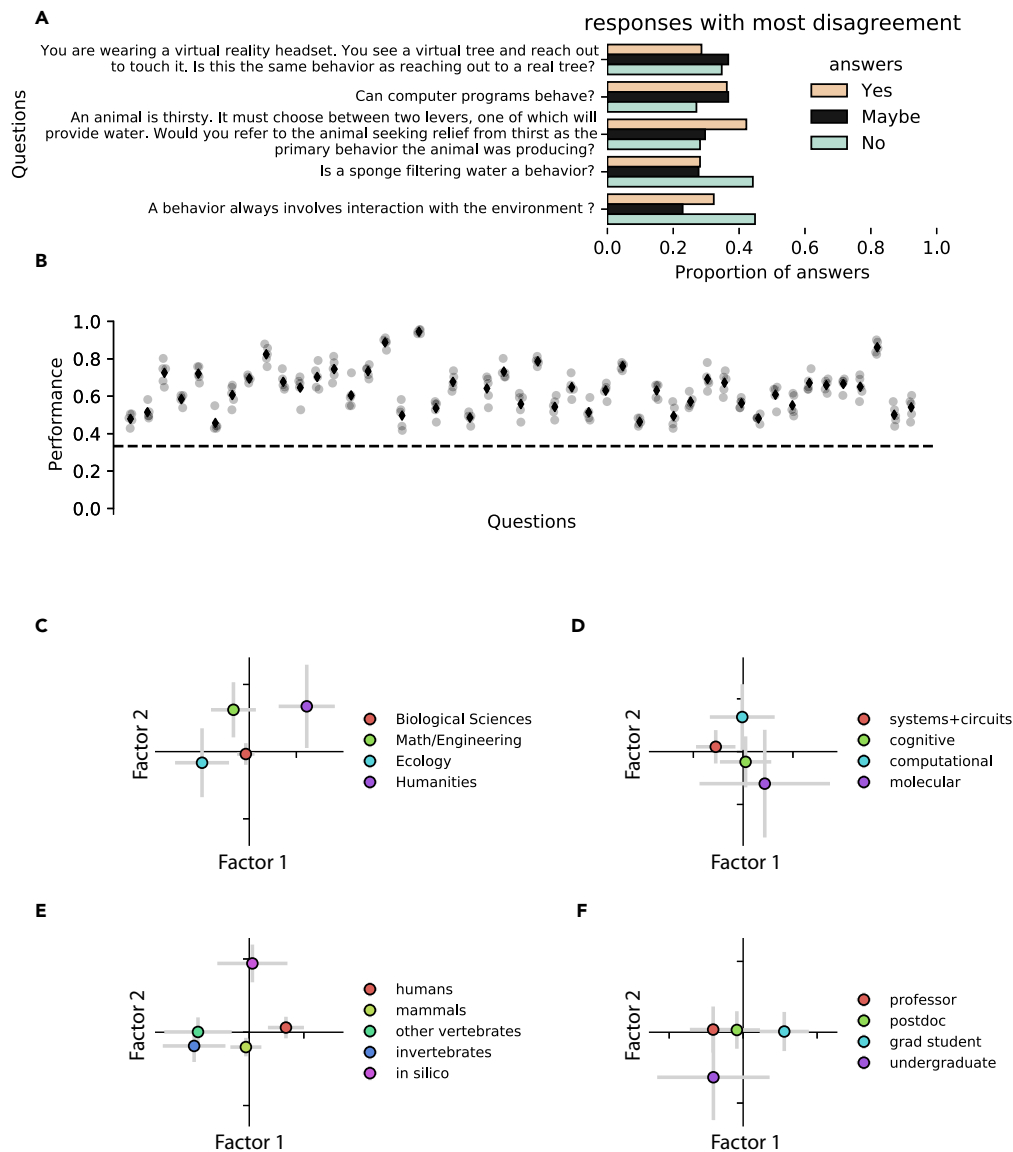 A
responses with most disagreement
Questions
You are wearing a virtual reality headset. You see a virtual tree and reach out
to touch it. Is this the same behavior as reaching out to a real tree?
Can computer programs behave?
An animal is thirsty. It must choose between two levers, one of which will
provide water. Would you refer to the animal seeking relief from thirst as the
primary behavior the animal was producing?
Is a sponge filtering water a behavior?
A behavior always involves interaction with the environment ?
answers
Yes
Maybe
No
0.0 0.2 0.4 0.6 0.8 1.0
Proportion of answers
B
Performance
1.0
0.8
0.6
0.4
0.2
0.0
Questions
C
Factor 2
Factor 1
Biological Sciences
Math/Engineering
Ecology
Humanities
D
Factor 2
Factor 1
systems+circuits
cognitive
computational
molecular
E
Factor 2
Factor 1
humans
mammals
other vertebrates
invertebrates
in silico
F
Factor 2
Factor 1
professor
postdoc
grad student
undergraduate